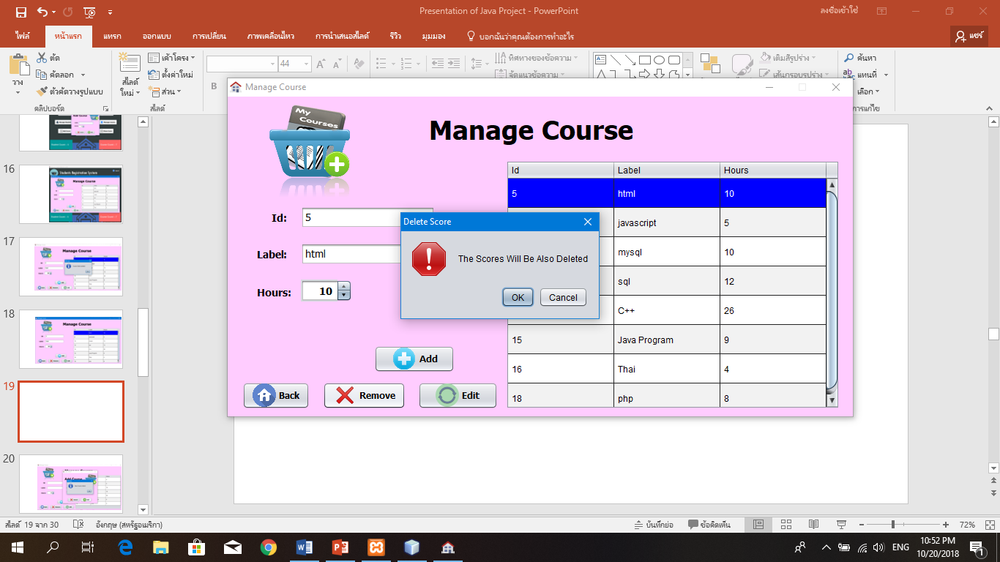 Presentation of Java Project - PowerPoint
ลงชื่อเข้าใช้
ไฟล์ หน้าแรก แทรก ออกแบบ การเปลี่ยน ภาพเคลื่อนไหว การนำเสนอสไลด์ รีวิว มุมมอง บอกฉันว่าคุณต้องการทำอะไร แชร์
วาง
ตัด
คัดลอก
ตัวคัดวางรูปแบบ
คลิปบอร์ด
สไลด์
ใหม่
เค้าโครง
ตั้งค่าใหม่
ส่วน
สไลด์
44
B
ทิศทางของข้อความ
จัดแนวข้อความ
เติมสีรูปร่าง
เส้นกรอบรูปร่าง
ค้นหา
แทนที่
เลือก
การแก้ไข
Manage Course
My
Courses
Manage Course
Id Label Hours
5 html 10
javascript 5
mysql 10
sql 12
C++ 26
15 Java Program 9
16 Thai 4
18 php 8
Id: 5
Label: html
Hours: 10
Delete Score
The Scores Will Be Also Deleted
OK Cancel
Add
Back Remove Edit
16
Students Registration System
Manage Course
17
Manage Course
18
Manage Course
19
20
สไลด์ 19 จาก 30 อังกฤษ (สหรัฐอเมริกา) บันทึกย่อ ข้อคิดเห็น 72%
ENG
10:52 PM
10/20/2018
1